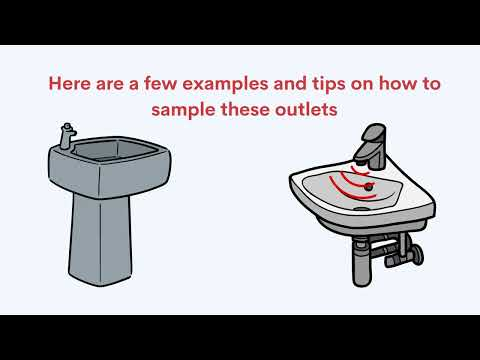 Here are a few examples and tips on how to
sample these outlets